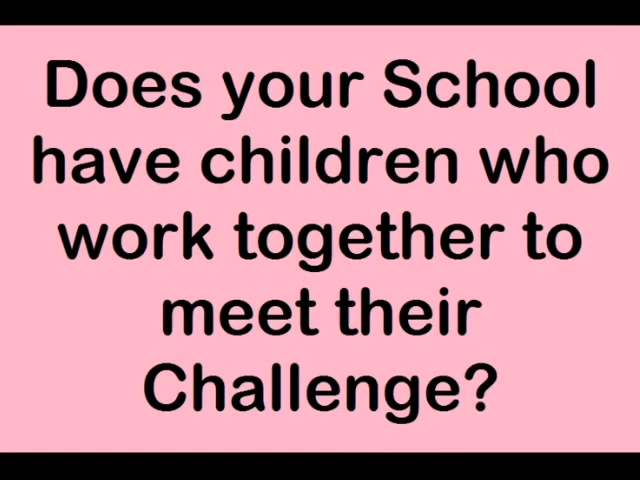 Does your School
have children who
work together to
meet their
Challenge?